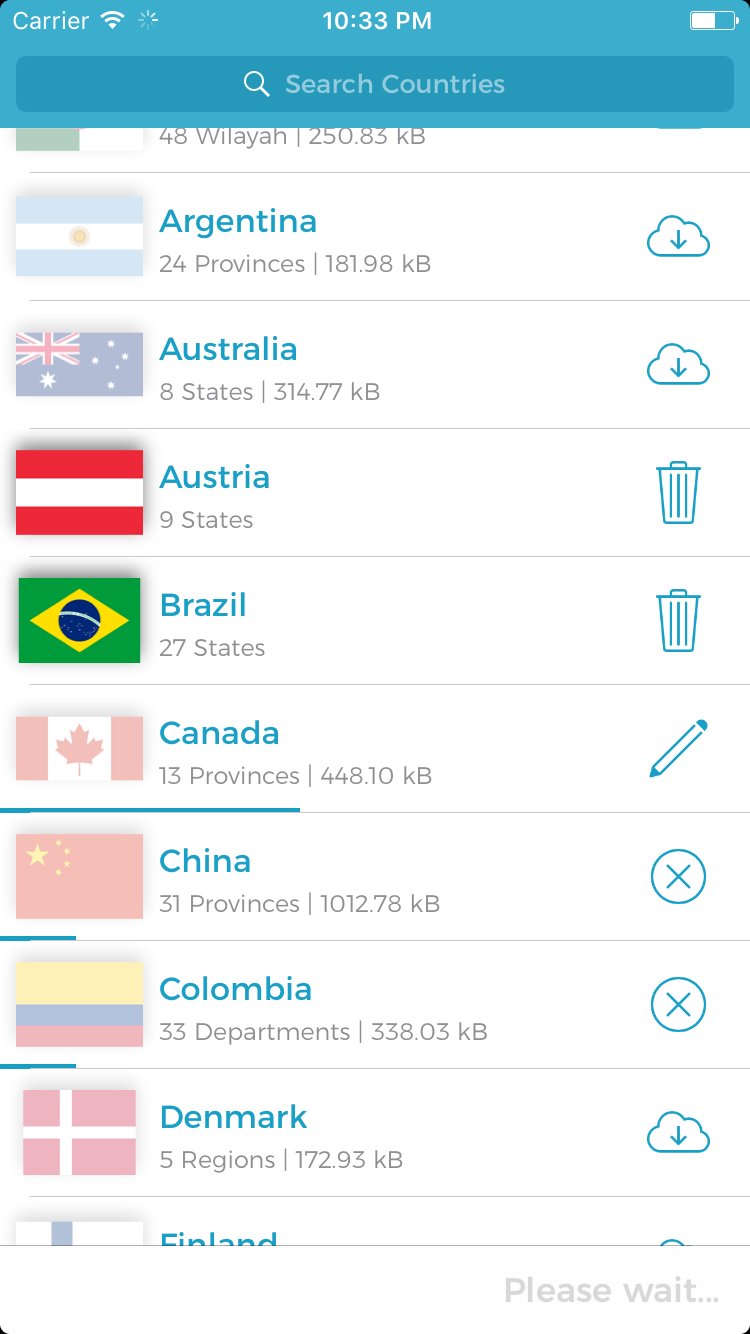 Carrier 10:33 PM
Search Countries
48 Wilayah | 250.83 kB
Argentina
24 Provinces | 181.98 kB
Australia
8 States | 314.77 kB
Austria
9 States
Brazil
27 States
Canada
13 Provinces | 448.10 kB
China
31 Provinces | 1012.78 kB
Colombia
33 Departments | 338.03 kB
Denmark
5 Regions | 172.93 kB
Finland
Please wait...